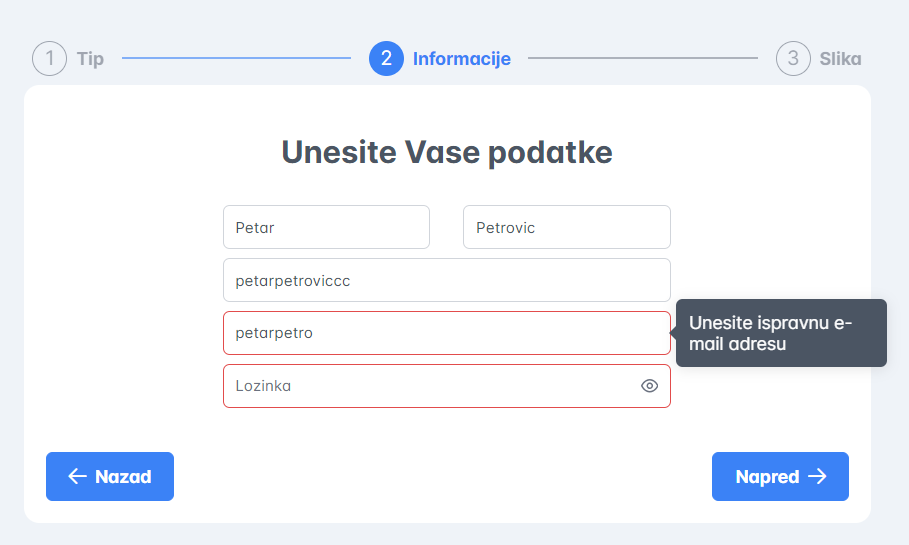 1 Tip 2 Informacije 3 Slika
Unesite Vase podatke
Petar Petrovic
petarpetroviccc
petarpetro
Unesite ispravnu e-
mail adresu
Lozinka
Nazad Napred